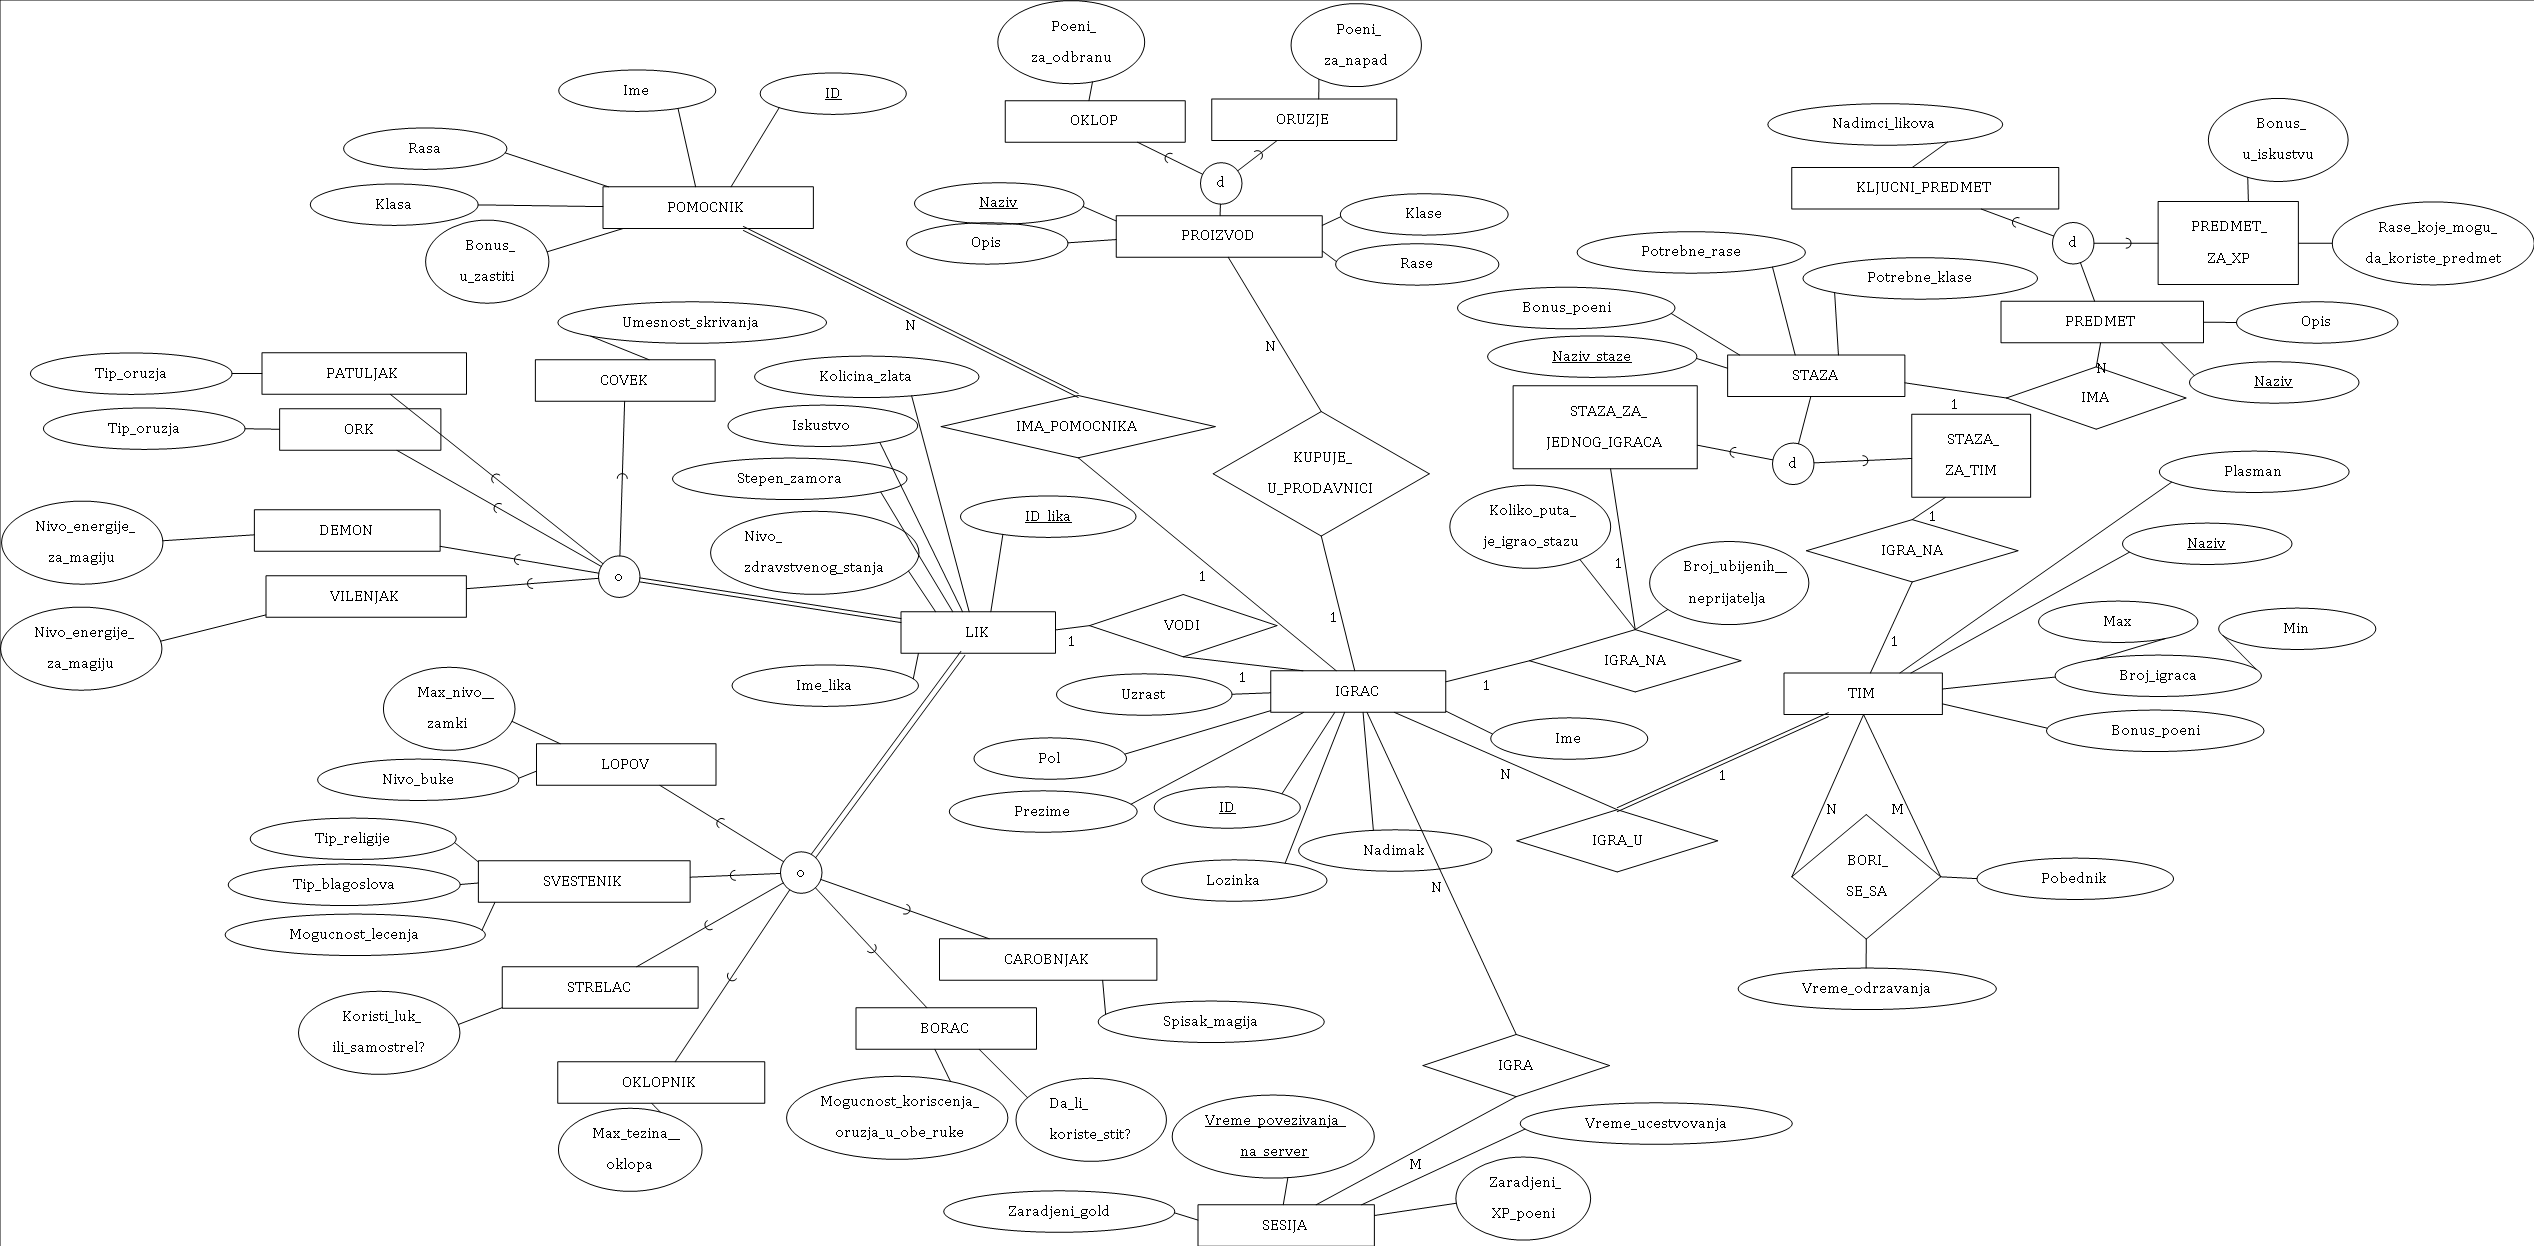 Poeni_
za_odbranu
Poeni_
za_napad
Ime
ID
OKLOP
ORUZJE
Nadimci_likova
Bonus_
u_iskustvu
Rasa
d
KLJUCNI_PREDMET
Klasa
POMOCNIK
Naziv
Klase
PROIZVOD
Opis
Rase
Bonus_
u_zastiti
d
PREDMET_
ZA_XP
Rase_koje_mogu_
da_koriste_predmet
Potrebne_rase
Potrebne_klase
Bonus_poeni
Umesnost_skrivanja
N
PREDMET
Opis
N
Naziv_staze
STAZA
N
Naziv
Tip_oruzja
PATULJAK
COVEK
Kolicina_zlata
IMA
1
Tip_oruzja
ORK
Iskustvo
IMA_POMOCNIKA
STAZA_ZA_
JEDNOG_IGRACA
d
STAZA_
ZA_TIM
KUPUJE_
U_PRODAVNICI
Stepen_zamora
Plasman
Nivo_energije_
za_magiju
DEMON
ID_lika
Koliko_puta_
je_igrao_stazu
1
Nivo_
zdravstvenog_stanja
IGRA_NA
Naziv
o
1
1
Broj_ubijenih__
neprijatelja
VILENJAK
Nivo_energije_
za_magiju
LIK
1
VODI
1
1
Max
Min
IGRA_NA
Ime_lika
1
Uzrast
IGRAC
1
TIM
Broj_igraca
Max_nivo__
zamki
Bonus_poeni
Ime
Pol
LOPOV
Nivo_buke
N
1
Prezime
ID
N
M
Tip_religije
Nadimak
IGRA_U
BORI_
SE_SA
Pobednik
SVESTENIK
o
Tip_blagoslova
Lozinka
N
Mogucnost_lecenja
CAROBNJAK
STRELAC
Vreme_odrzavanja
Koristi_luk_
ili_samostrel?
BORAC
Spisak_magija
IGRA
OKLOPNIK
Mogucnost_koriscenja_
oruzja_u_obe_ruke
Da_li_
koriste_stit?
Vreme_povezivanja_
na_server
Vreme_ucestvovanja
Max_tezina__
oklopa
M
Zaradjeni_
XP_poeni
Zaradjeni_gold
SESIJA